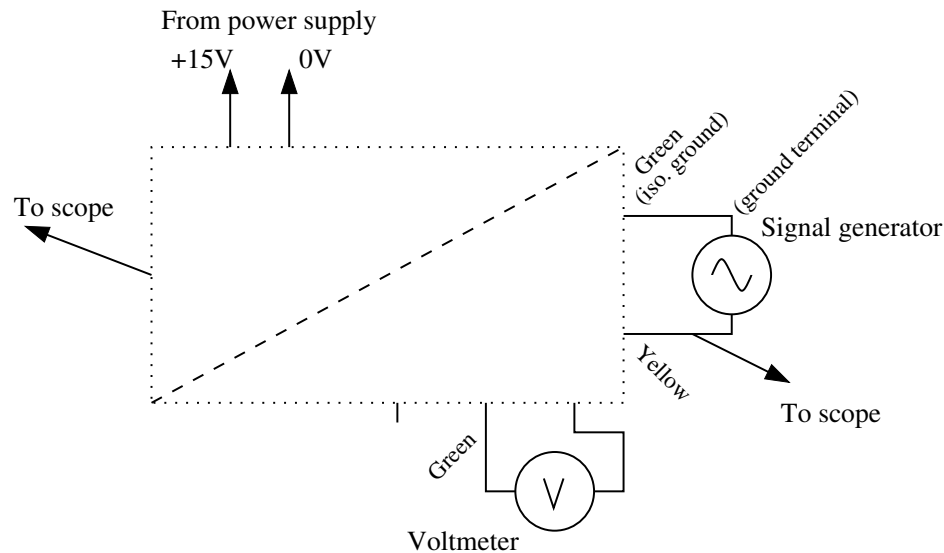 From power supply
+15V
0V
Green
(iso. ground)
(ground terminal)
To scope
Signal generator
Yellow
To scope
Green
V
Voltmeter